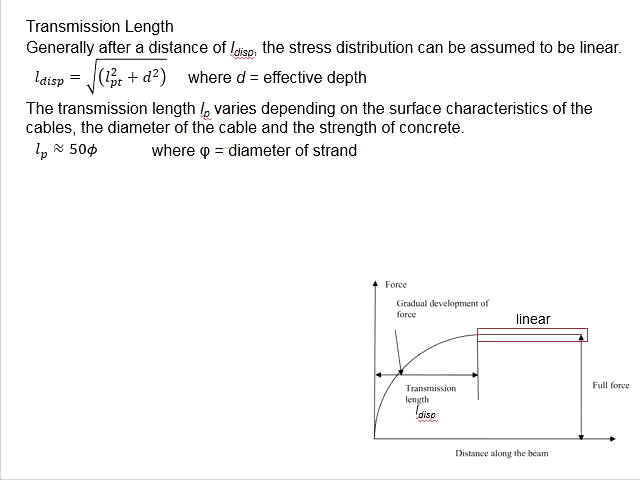 Transmission Length
Generally after a distance of ldisp, the stress distribution can be assumed to be linear.
l_disp = √(l_pt² + d²) where d = effective depth
The transmission length lp varies depending on the surface characteristics of the
cables, the diameter of the cable and the strength of concrete.
l_p ≈ 50ϕ where φ = diameter of strand
Force
Gradual development of
force
linear
Transmission
length
ldisp
Full force
Distance along the beam